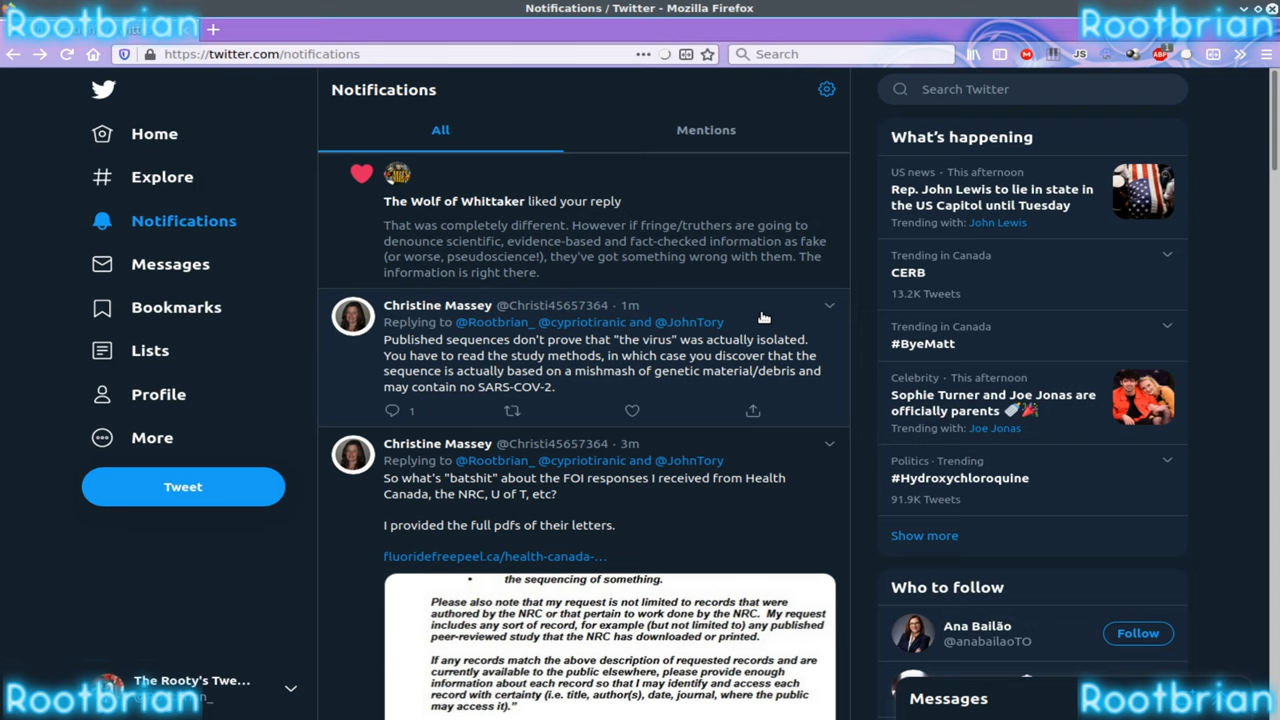 Notifications / Twitter - Mozilla Firefox
Rootbrian
Rootbrian
https://twitter.com/notifications
Search
JS
ABP
1
Home
Explore
Notifications
Messages
Bookmarks
Lists
Profile
More
Tweet
The Rooty's Twe...
Notifications
All
Mentions
The Wolf of Whittaker liked your reply
That was completely different. However if fringe/truthers are going to
denounce scientific, evidence-based and fact-checked information as fake
(or worse, pseudoscience!), they've got something wrong with them. The
information is right there.
Christine Massey @Christi45657364 · 1m
Replying to @Rootbrian_ @cypriotiranic and @JohnTory
Published sequences don't prove that "the virus" was actually isolated.
You have to read the study methods, in which case you discover that the
sequence is actually based on a mishmash of genetic material/debris and
may contain no SARS-COV-2.
1
Christine Massey @Christi45657364 · 3m
Replying to @Rootbrian_ @cypriotiranic and @JohnTory
So what's "batshit" about the FOI responses I received from Health
Canada, the NRC, U of T, etc?
I provided the full pdfs of their letters.
fluoridefreepeel.ca/health-canada-...
• the sequencing of something.
Please also note that my request is not limited to records that were
authored by the NRC or that pertain to work done by the NRC. My request
includes any sort of record, for example (but not limited to) any published
peer-reviewed study that the NRC has downloaded or printed.
If any records match the above description of requested records and are
currently available to the public elsewhere, please provide enough
information about each record so that I may identify and access each
record with certainty (i.e. title, author(s), date, journal, where the public
may access it)."
Search Twitter
What's happening
US news · This afternoon
Rep. John Lewis to lie in state in
the US Capitol until Tuesday
Trending with: John Lewis
Trending in Canada
CERB
13.2K Tweets
Trending in Canada
#ByeMatt
Celebrity · This afternoon
Sophie Turner and Joe Jonas are
officially parents 🍼🎉
Trending with: Joe Jonas
Politics · Trending
#Hydroxychloroquine
91.9K Tweets
Show more
Who to follow
Ana Bailão
@anabailaoTO
Follow
Messages
Rootbrian
Rootbrian